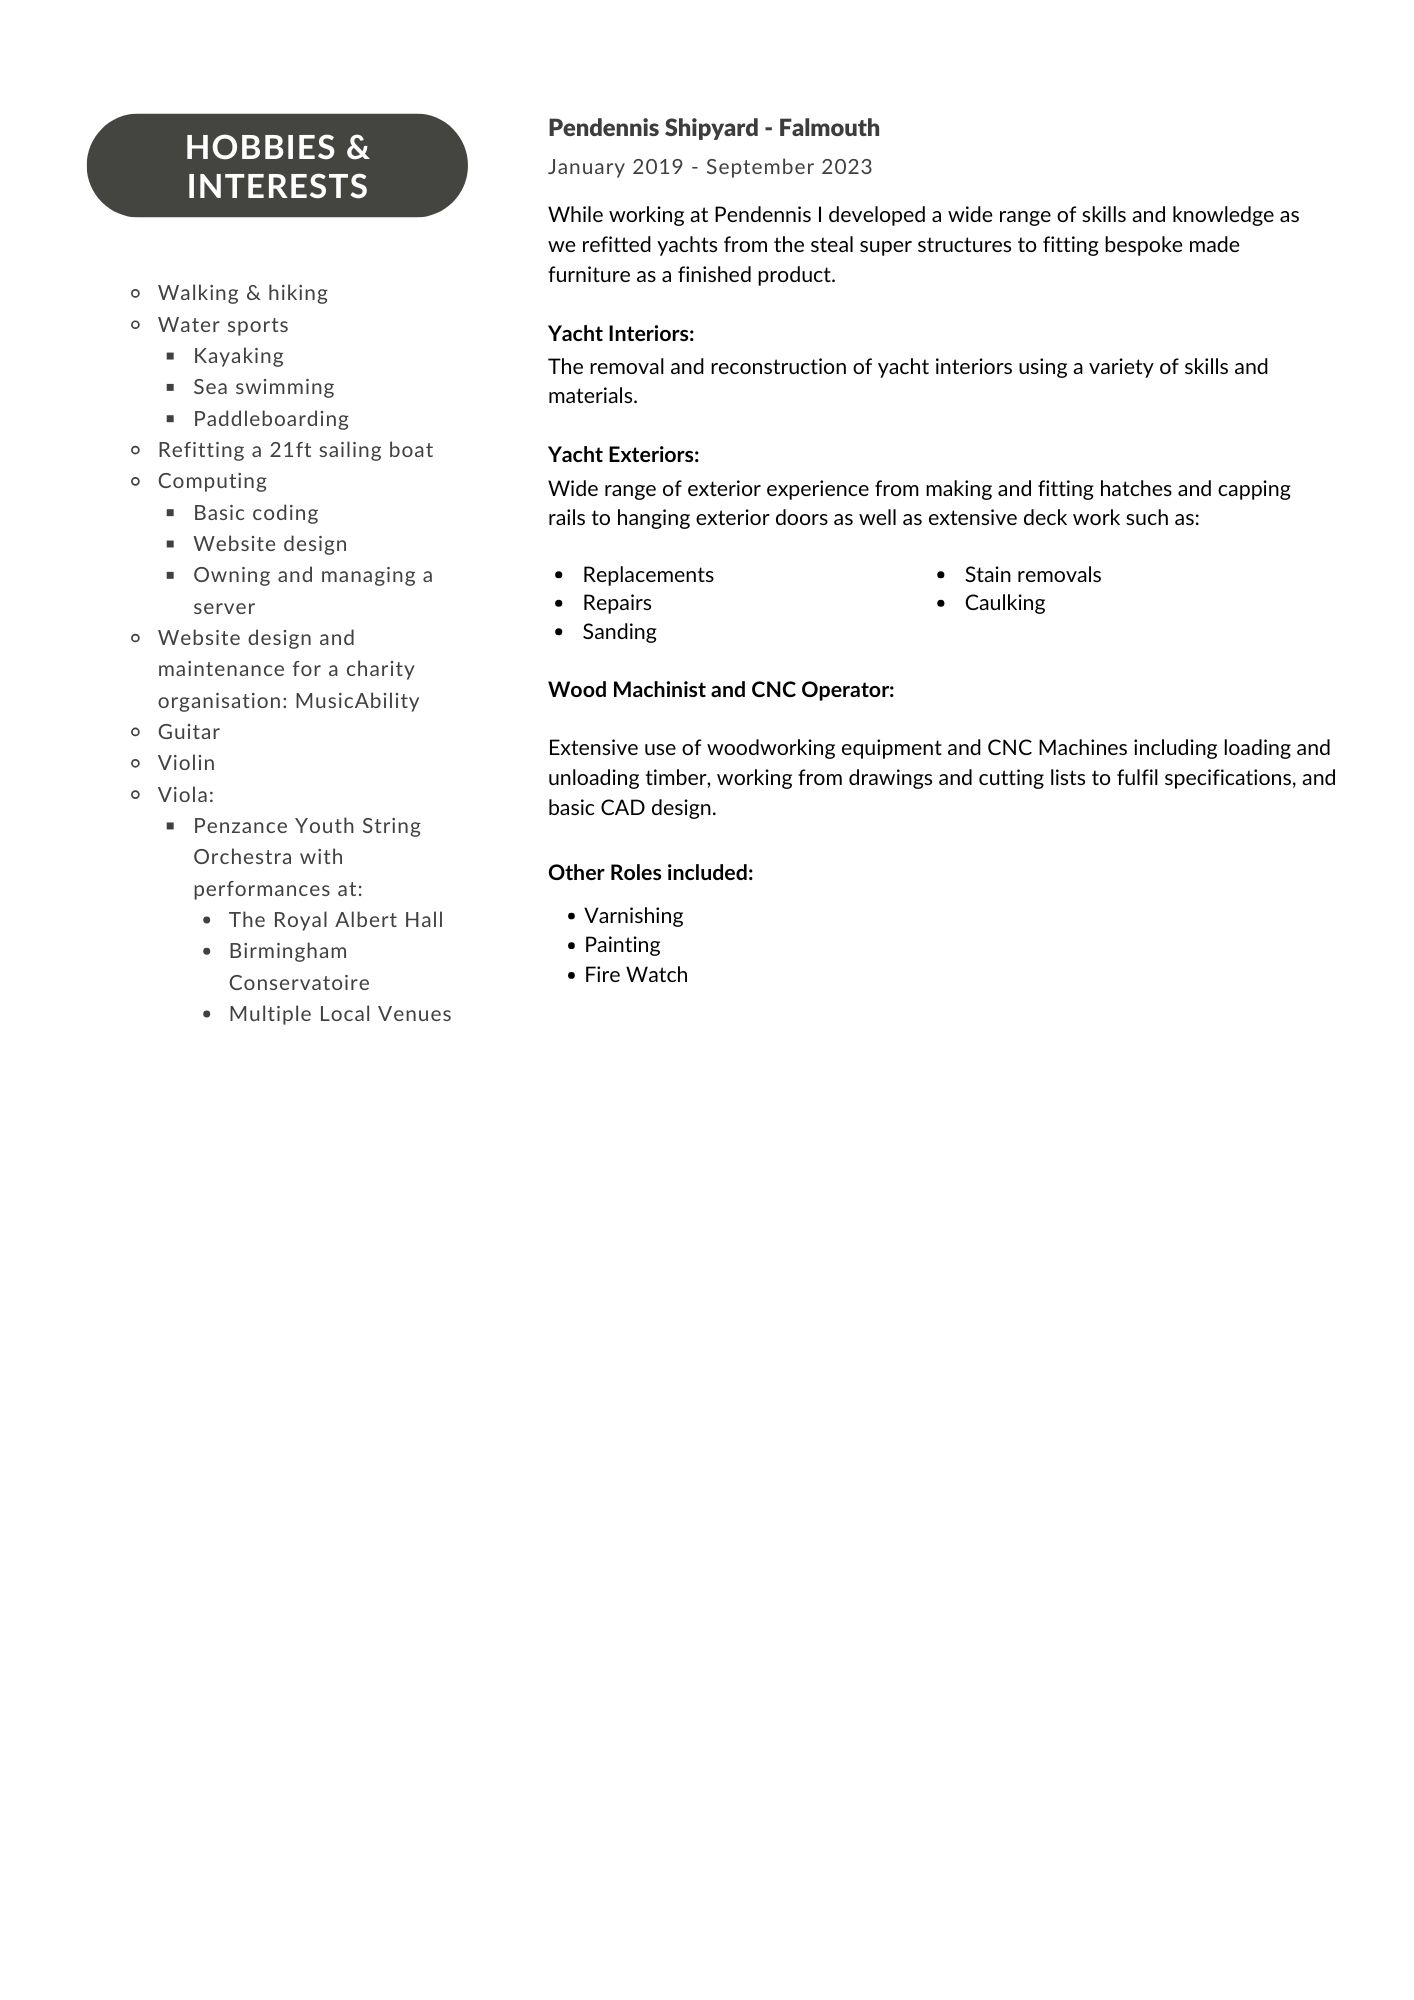 HOBBIES &
INTERESTS
Walking & hiking
Water sports
Kayaking
Sea swimming
Paddleboarding
Refitting a 21ft sailing boat
Computing
Basic coding
Website design
Owning and managing a
server
Website design and
maintenance for a charity
organisation: MusicAbility
Guitar
Violin
Viola:
Penzance Youth String
Orchestra with
performances at:
The Royal Albert Hall
Birmingham
Conservatoire
Multiple Local Venues
Pendennis Shipyard - Falmouth
January 2019 - September 2023
While working at Pendennis I developed a wide range of skills and knowledge as
we refitted yachts from the steal super structures to fitting bespoke made
furniture as a finished product.
Yacht Interiors:
The removal and reconstruction of yacht interiors using a variety of skills and
materials.
Yacht Exteriors:
Wide range of exterior experience from making and fitting hatches and capping
rails to hanging exterior doors as well as extensive deck work such as:
Replacements
Repairs
Sanding
Stain removals
Caulking
Wood Machinist and CNC Operator:
Extensive use of woodworking equipment and CNC Machines including loading and
unloading timber, working from drawings and cutting lists to fulfil specifications, and
basic CAD design.
Other Roles included:
Varnishing
Painting
Fire Watch